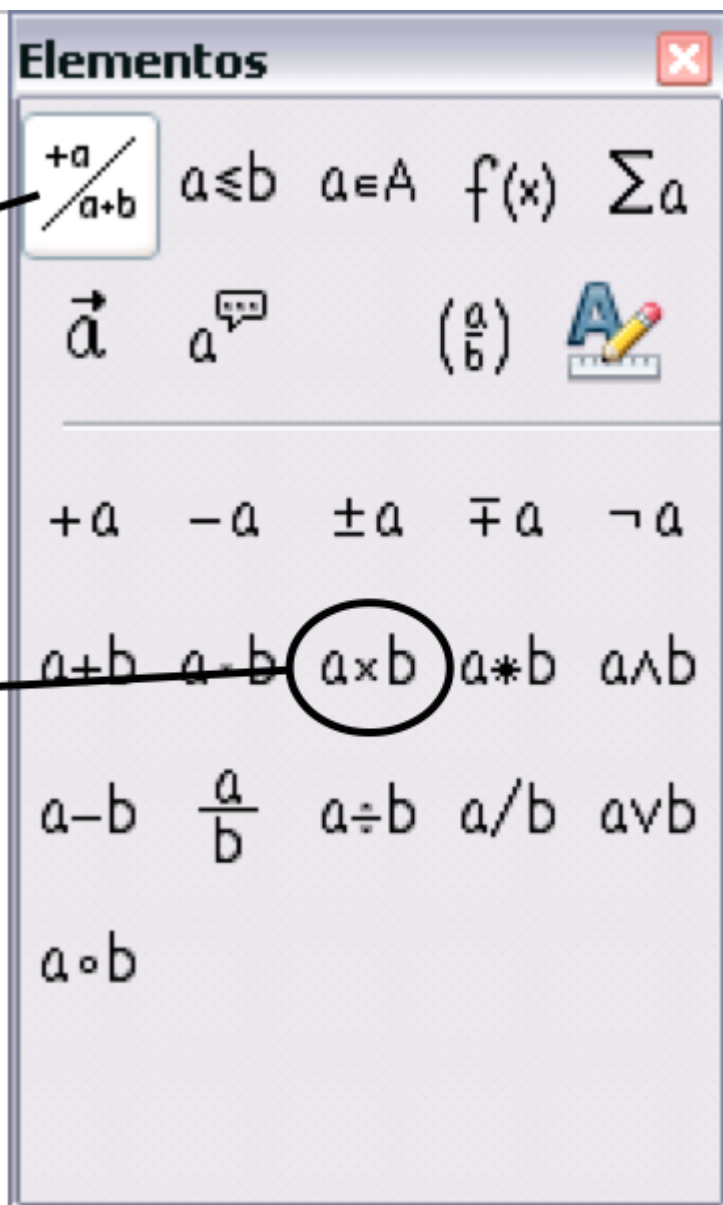 Elementos
+a/a+b a≤b a∈A f(x) ∑a
a⃗ a (a/b) A
+a −a ±a ∓a ¬a
a+b a·b a×b a∗b a∧b
a−b a/b a÷b a/b a∨b
a∘b